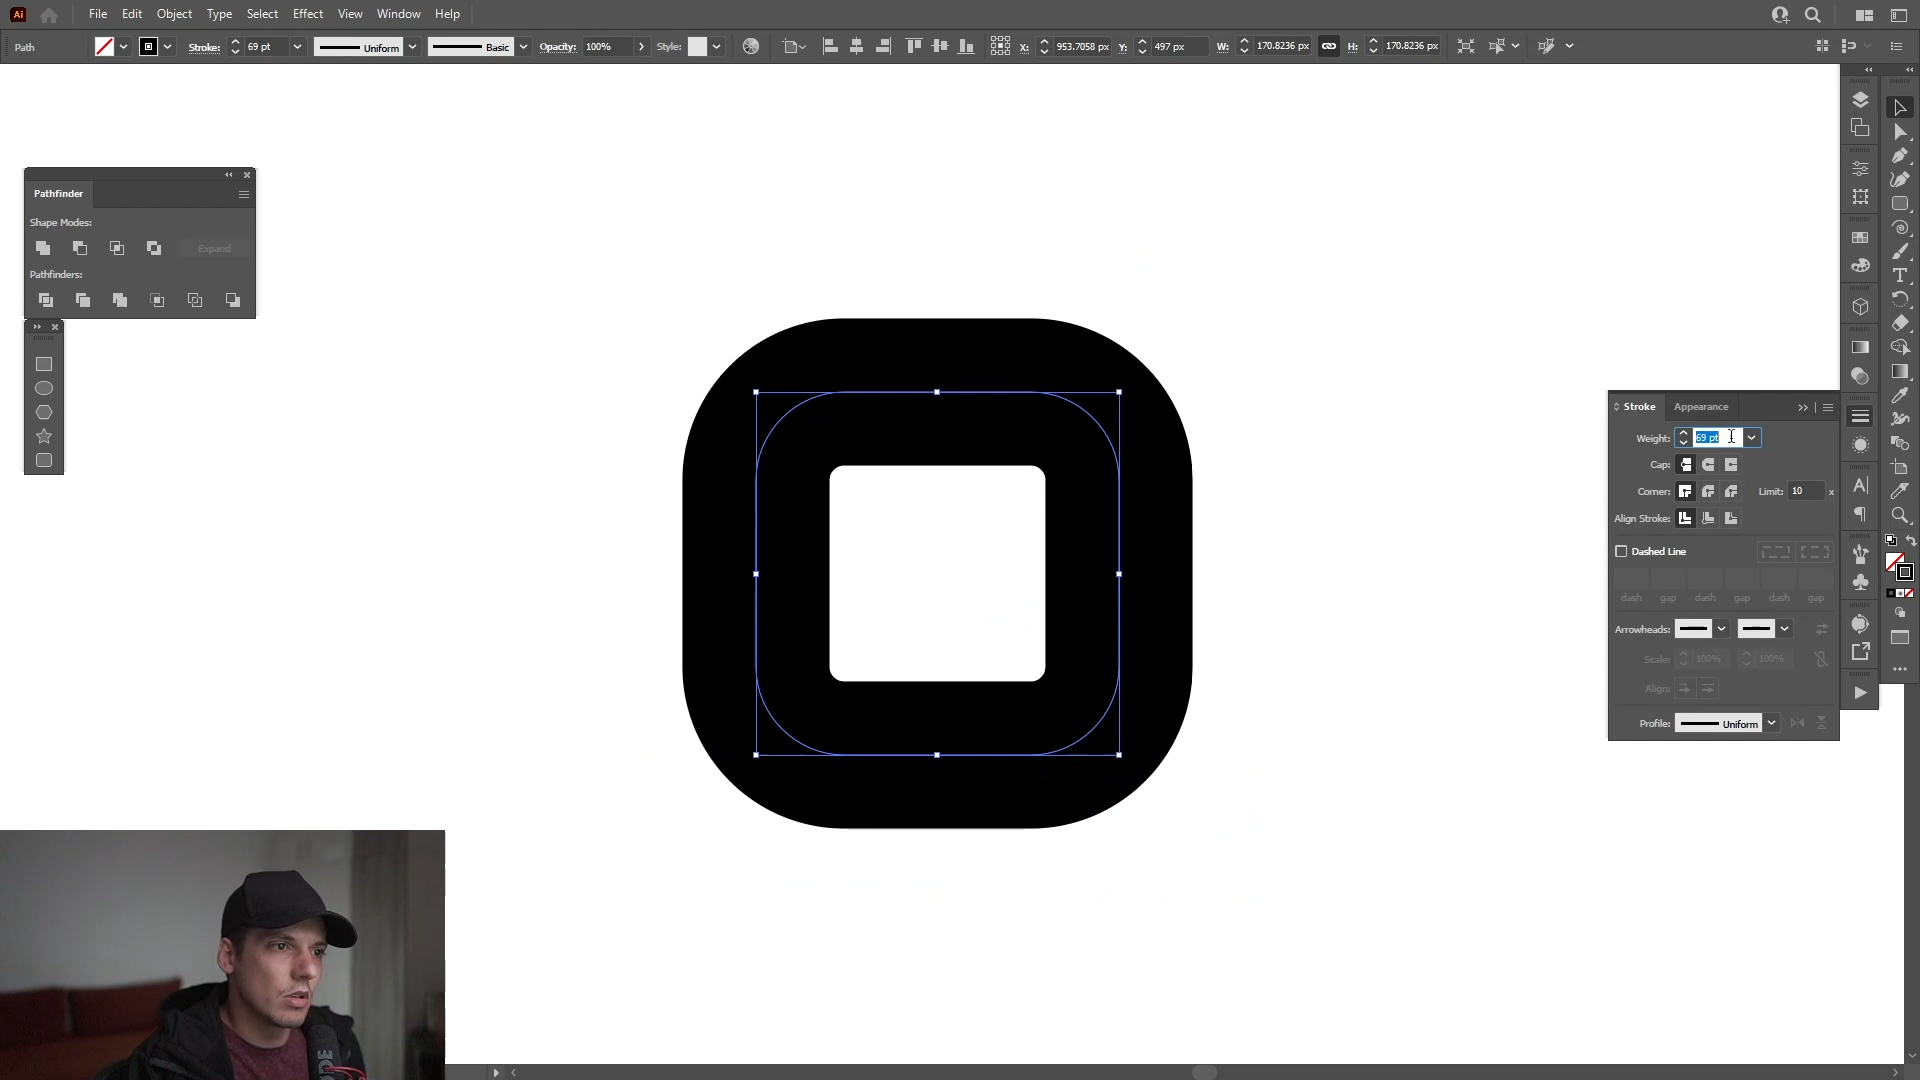 Ai File Edit Object Type Select Effect View Window Help
Path Stroke: 69 pt Uniform Basic Opacity: 100% Style: X: 953.7058 px Y: 497 px W: 170.8236 px H: 170.8236 px
Pathfinder
Shape Modes:
Expand
Pathfinders:
Stroke Appearance
Weight: 69 pt
Cap:
Corner: Limit: 10 x
Align Stroke:
Dashed Line
dash gap dash gap dash gap
Arrowheads:
Scale: 100% 100%
Align:
Profile: Uniform